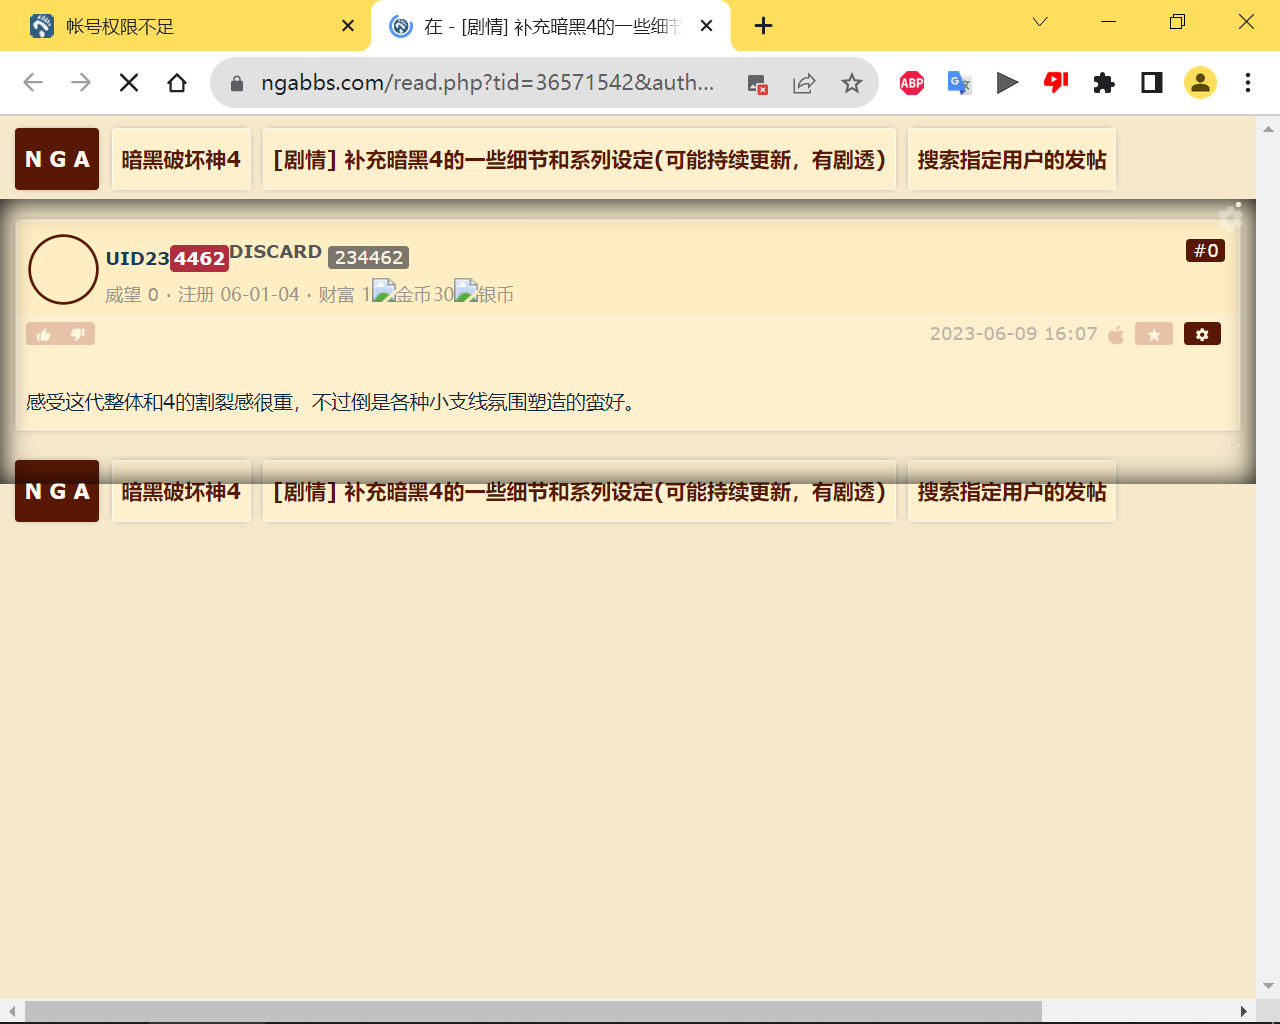 帐号权限不足
在 - [剧情] 补充暗黑4的一些细节
ngabbs.com/read.php?tid=36571542&auth...
ABP
N G A 暗黑破坏神4 [剧情] 补充暗黑4的一些细节和系列设定(可能持续更新，有剧透) 搜索指定用户的发帖
UID234462 DISCARD 234462 #0
威望 0 · 注册 06-01-04 · 财富 1金币30银币
2023-06-09 16:07
感受这代整体和4的割裂感很重，不过倒是各种小支线氛围塑造的蛮好。
N G A 暗黑破坏神4 [剧情] 补充暗黑4的一些细节和系列设定(可能持续更新，有剧透) 搜索指定用户的发帖